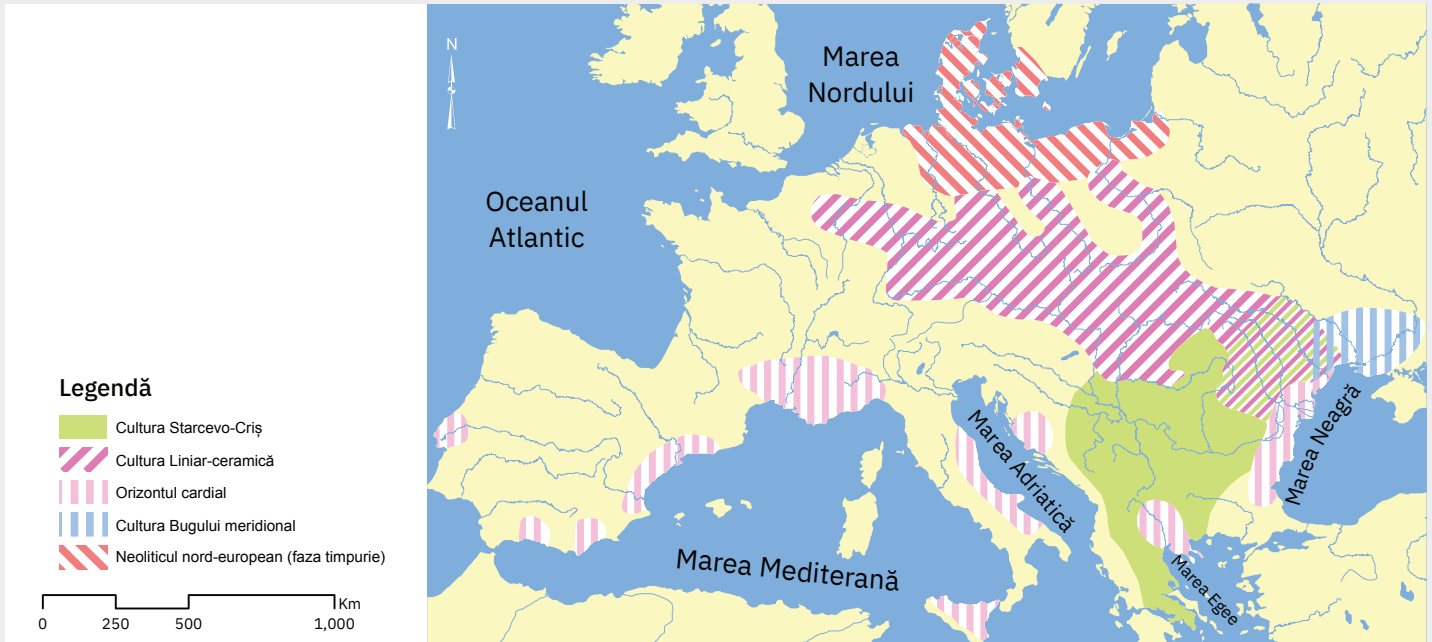 N
Marea
Nordului
Oceanul
Atlantic
Marea Adriatică
Marea Neagră
Marea Mediterană
Marea Egee
Legendă
Cultura Starcevo-Criș
Cultura Liniar-ceramică
Orizontul cardial
Cultura Bugului meridional
Neoliticul nord-european (faza timpurie)
Km
0 250 500 1,000